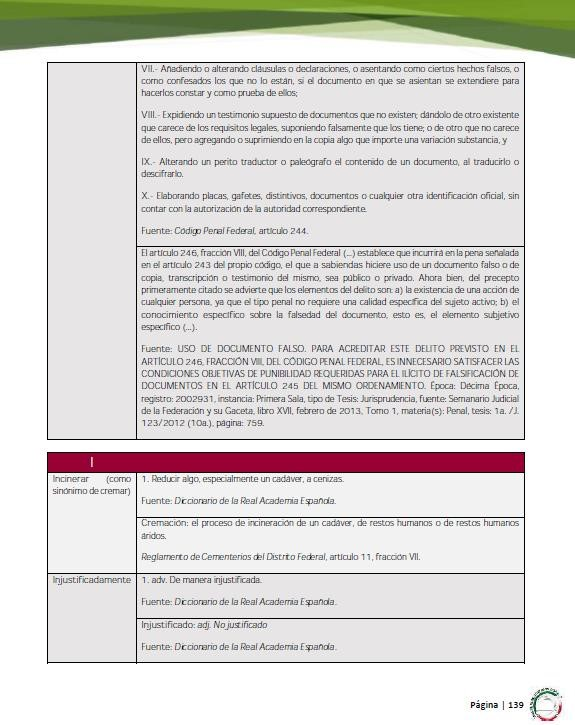 VII.- Añadiendo o alterando cláusulas o declaraciones, o asentando como ciertos hechos falsos, o
como confesados los que no lo están, si el documento en que se asientan se extendiere para
hacerlos constar y como prueba de ellos;
VIII.- Expidiendo un testimonio supuesto de documentos que no existen; dándolo de otro existente
que carece de los requisitos legales, suponiendo falsamente que los tiene; o de otro que no carece
de ellos, pero agregando o suprimiendo en la copia algo que importe una variación substancia, y
IX.- Alterando un perito traductor o paleógrafo el contenido de un documento, al traducirlo o
descifrarlo.
X.- Elaborando placas, gafetes, distintivos, documentos o cualquier otra identificación oficial, sin
contar con la autorización de la autoridad correspondiente.
Fuente: Código Penal Federal, artículo 244.
El artículo 246, fracción VIII, del Código Penal Federal (...) establece que incurrirá en la pena señalada
en el artículo 243 del propio código, el que a sabiendas hiciere uso de un documento falso o de
copia, transcripción o testimonio del mismo, sea público o privado. Ahora bien, del precepto
primeramente citado se advierte que los elementos del delito son: a) la existencia de una acción de
cualquier persona, ya que el tipo penal no requiere una calidad específica del sujeto activo; b) el
conocimiento específico sobre la falsedad del documento, esto es, el elemento subjetivo
específico (...).
Fuente: USO DE DOCUMENTO FALSO. PARA ACREDITAR ESTE DELITO PREVISTO EN EL
ARTÍCULO 246, FRACCIÓN VIII, DEL CÓDIGO PENAL FEDERAL, ES INNECESARIO SATISFACER LAS
CONDICIONES OBJETIVAS DE PUNIBILIDAD REQUERIDAS PARA EL ILÍCITO DE FALSIFICACIÓN DE
DOCUMENTOS EN EL ARTÍCULO 245 DEL MISMO ORDENAMIENTO. Época: Décima Época,
registro: 2002931, instancia: Primera Sala, tipo de Tesis: Jurisprudencia, fuente: Semanario Judicial
de la Federación y su Gaceta, libro XVII, febrero de 2013, Tomo 1, materia(s): Penal, tesis: 1a. /J.
123/2012 (10a.), página: 759.
I
Incinerar (como
sinónimo de cremar)
1. Reducir algo, especialmente un cadáver, a cenizas.
Fuente: Diccionario de la Real Academia Española.
Cremación: el proceso de incineración de un cadáver, de restos humanos o de restos humanos
áridos.
Reglamento de Cementerios del Distrito Federal, artículo 11, fracción VII.
Injustificadamente
1. adv. De manera injustificada.
Fuente: Diccionario de la Real Academia Española.
Injustificado: adj. No justificado
Fuente: Diccionario de la Real Academia Española.
Página | 139